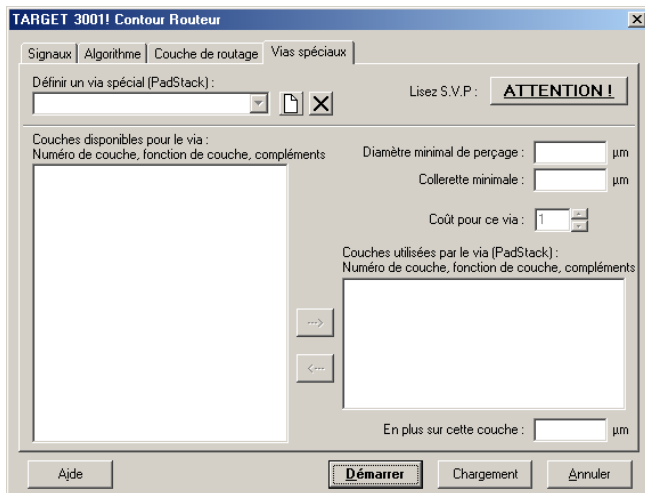 TARGET 3001! Contour Routeur
Signaux
Algorithme
Couche de routage
Vias spéciaux
Définir un via spécial (PadStack) :
Lisez S.V.P :
ATTENTION !
Couches disponibles pour le via :
Numéro de couche, fonction de couche, compléments
Diamètre minimal de perçage :
µm
Collerette minimale :
µm
Coût pour ce via :
1
Couches utilisées par le via (PadStack) :
Numéro de couche, fonction de couche, compléments
--->
<---
En plus sur cette couche :
µm
Aide
Démarrer
Chargement
Annuler